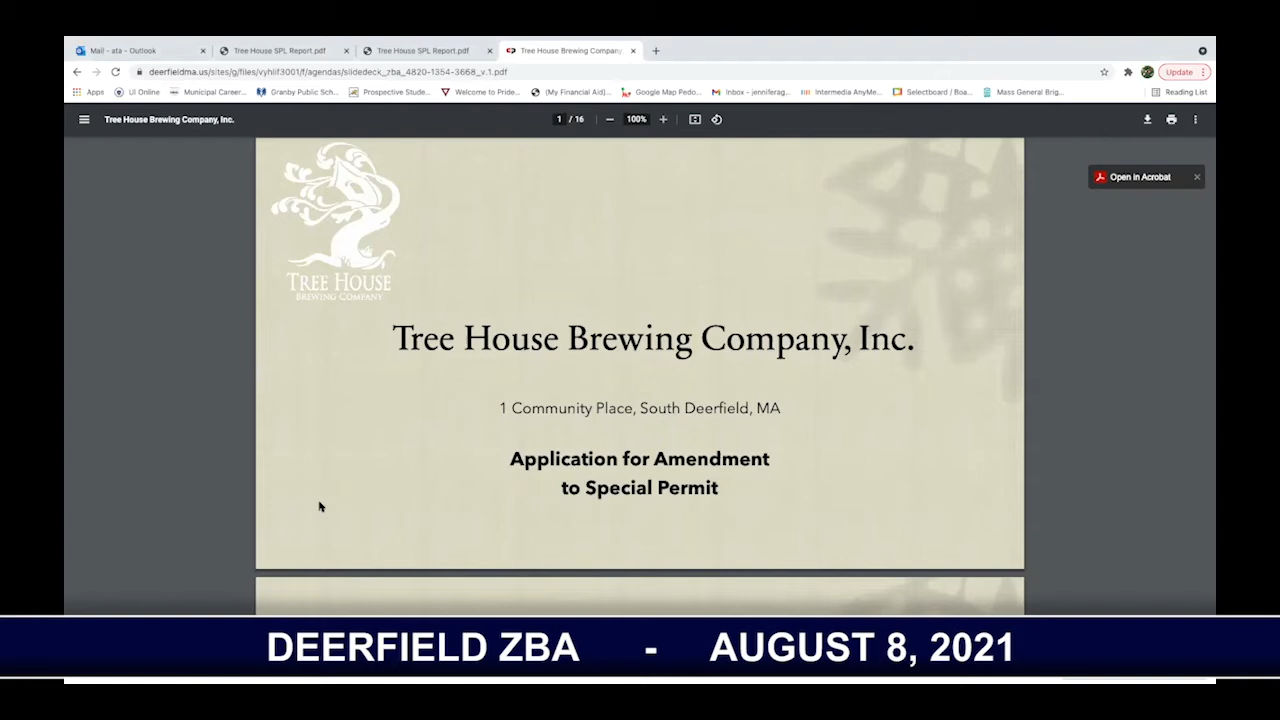 Mail - ata - Outlook
Tree House SPL Report.pdf
Tree House SPL Report.pdf
Tree House Brewing Company
deerfieldma.us/sites/g/files/vyhlif3001/f/agendas/slidedeck_zba_4820-1354-3668_v.1.pdf
Update
Apps
UI Online
Municipal Career...
Granby Public Sch...
Prospective Stude...
Welcome to Pride...
(My Financial Aid)...
Google Map Pedo...
Inbox - jenniferag...
Intermedia AnyMe...
Selectboard / Boa...
Mass General Brig...
Reading List
Tree House Brewing Company, Inc.
1 / 16
100%
Open in Acrobat
TREE HOUSE
BREWING COMPANY
Tree House Brewing Company, Inc.
1 Community Place, South Deerfield, MA
Application for Amendment
to Special Permit
DEERFIELD ZBA - AUGUST 8, 2021